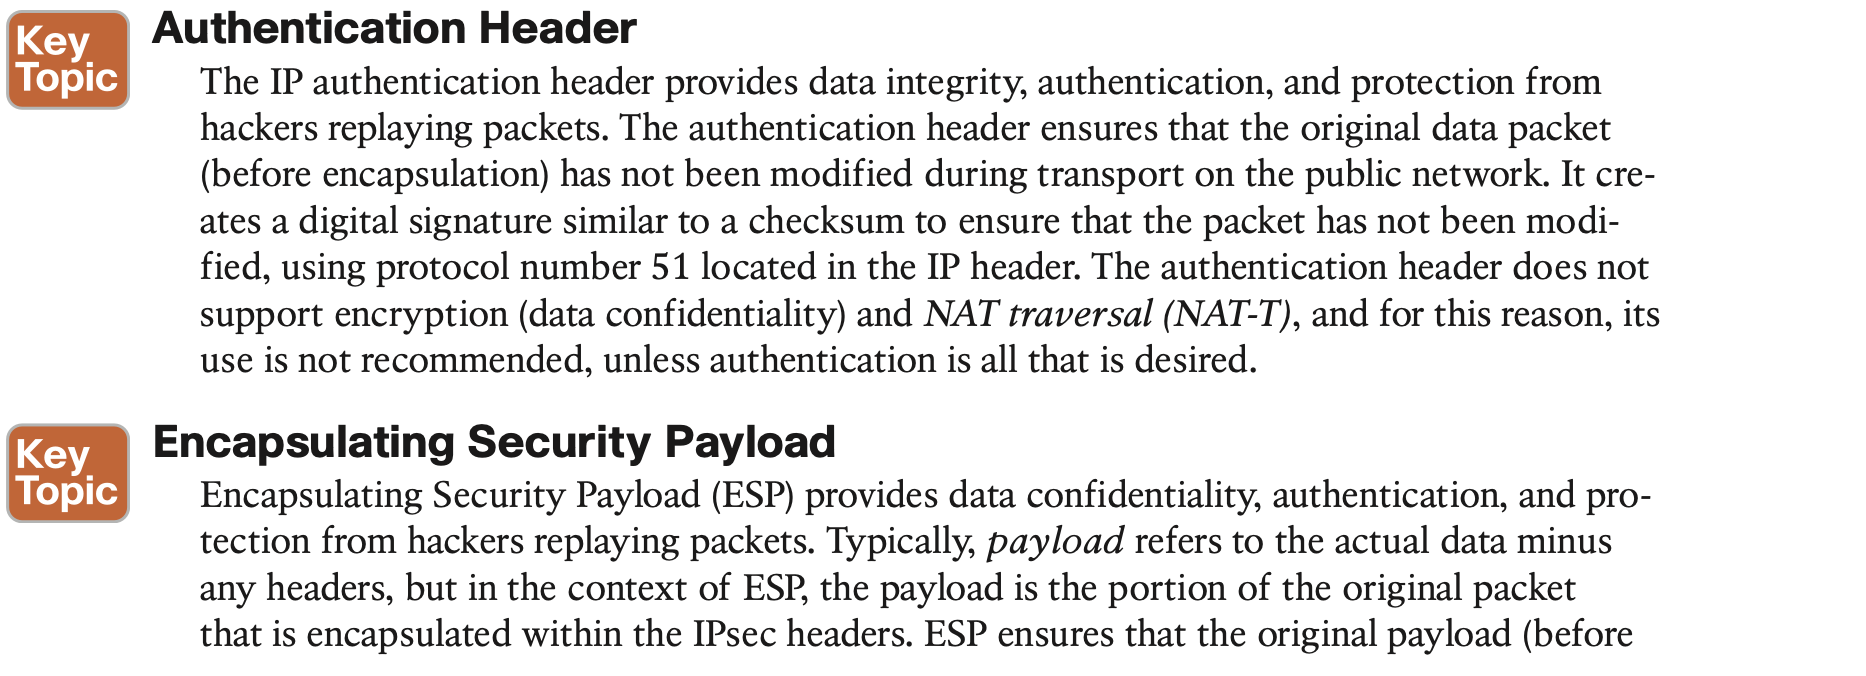 Key
Topic
Authentication Header
The IP authentication header provides data integrity, authentication, and protection from
hackers replaying packets. The authentication header ensures that the original data packet
(before encapsulation) has not been modified during transport on the public network. It cre-
ates a digital signature similar to a checksum to ensure that the packet has not been modi-
fied, using protocol number 51 located in the IP header. The authentication header does not
support encryption (data confidentiality) and NAT traversal (NAT-T), and for this reason, its
use is not recommended, unless authentication is all that is desired.
Key
Topic
Encapsulating Security Payload
Encapsulating Security Payload (ESP) provides data confidentiality, authentication, and pro-
tection from hackers replaying packets. Typically, payload refers to the actual data minus
any headers, but in the context of ESP, the payload is the portion of the original packet
that is encapsulated within the IPsec headers. ESP ensures that the original payload (before